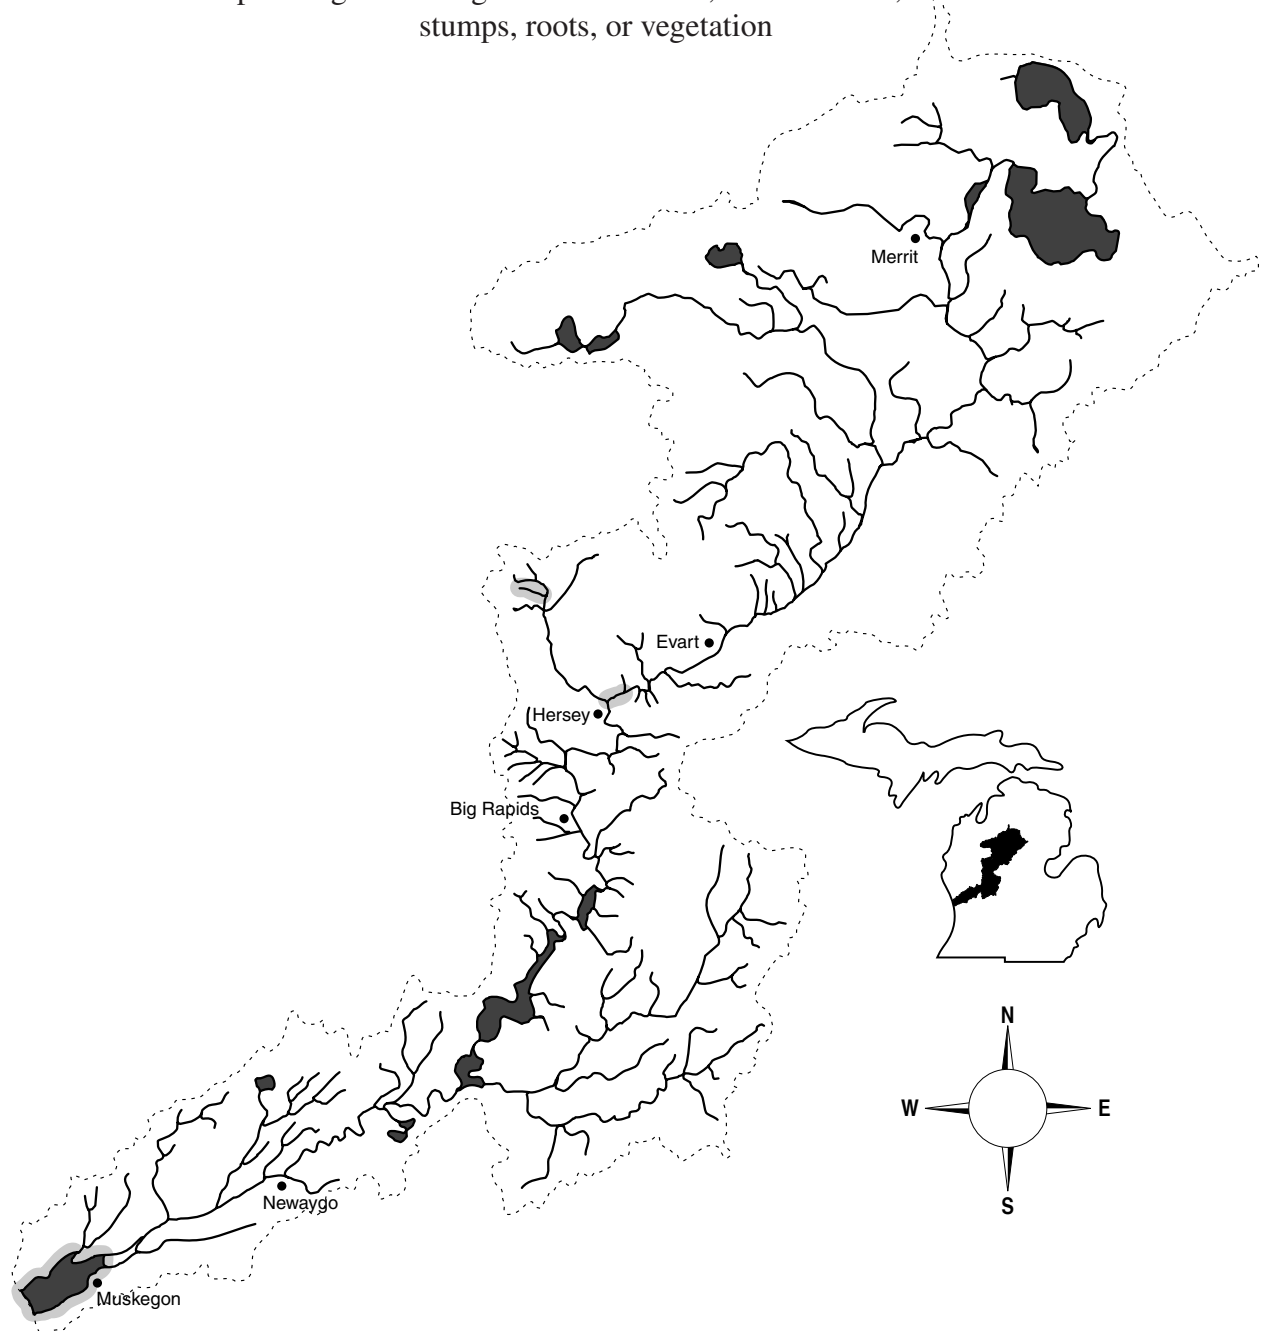 stumps, roots, or vegetation
Merrit
Evart
Hersey
Big Rapids
N
W
E
S
Newaygo
Muskegon